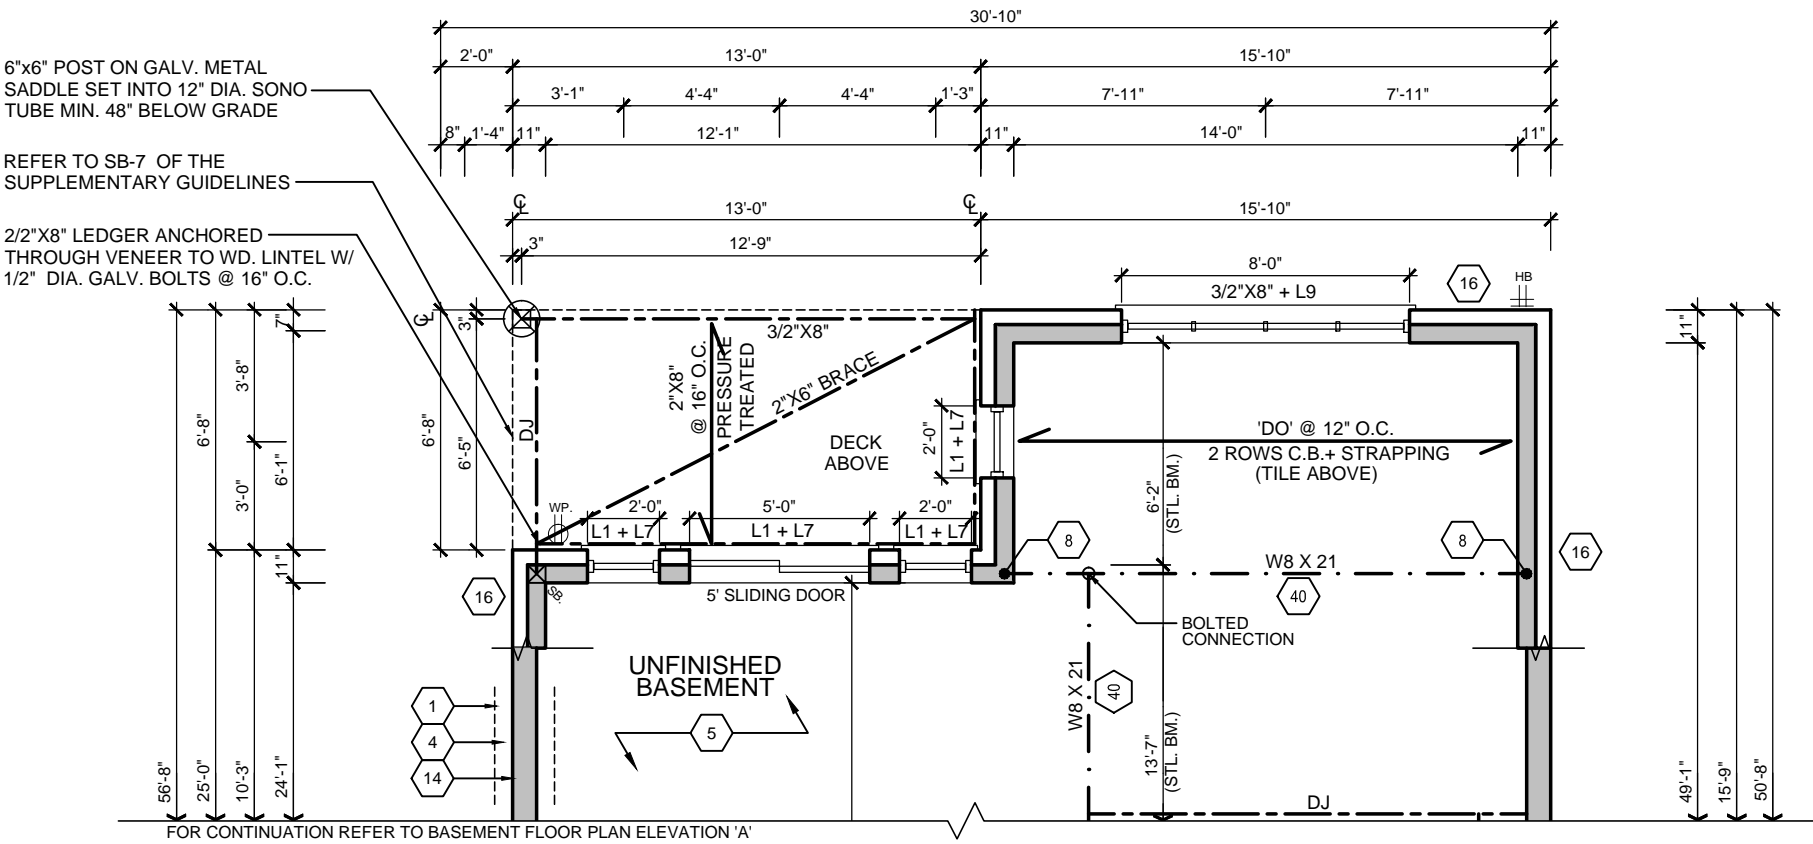 30'-10"
2'-0" 13'-0" 15'-10"
3'-1" 4'-4" 4'-4" 1'-3" 7'-11" 7'-11"
8" 1'-4" 11" 12'-1" 11" 14'-0" 11"
6"x6" POST ON GALV. METAL
SADDLE SET INTO 12" DIA. SONO
TUBE MIN. 48" BELOW GRADE
REFER TO SB-7 OF THE
SUPPLEMENTARY GUIDELINES
2/2"X8" LEDGER ANCHORED
THROUGH VENEER TO WD. LINTEL W/
1/2" DIA. GALV. BOLTS @ 16" O.C.
℄ 13'-0" ℄ 15'-10"
3" 12'-9"
8'-0"
3/2"X8" + L9
16
HB
℄
3"
7"
3'-8"
6'-8"
6'-8"
6'-5"
3'-0"
6'-1"
11"
56'-8"
25'-0"
10'-3"
24'-1"
3/2"X8"
2"X8"
@ 16" O.C.
PRESSURE
TREATED
2"X6" BRACE
DJ
DECK
ABOVE
2'-0"
L1 + L7
WP.
2'-0" 5'-0" 2'-0"
L1 + L7 L1 + L7 L1 + L7
'DO' @ 12" O.C.
2 ROWS C.B.+ STRAPPING
(TILE ABOVE)
6'-2"
(STL. BM.)
8
8
16
W8 X 21
40
11"
16
SB.
5' SLIDING DOOR
BOLTED
CONNECTION
UNFINISHED
BASEMENT
5
1
4
14
W8 X 21
40
13'-7"
(STL. BM.)
DJ
49'-1"
15'-9"
50'-8"
FOR CONTINUATION REFER TO BASEMENT FLOOR PLAN ELEVATION 'A'